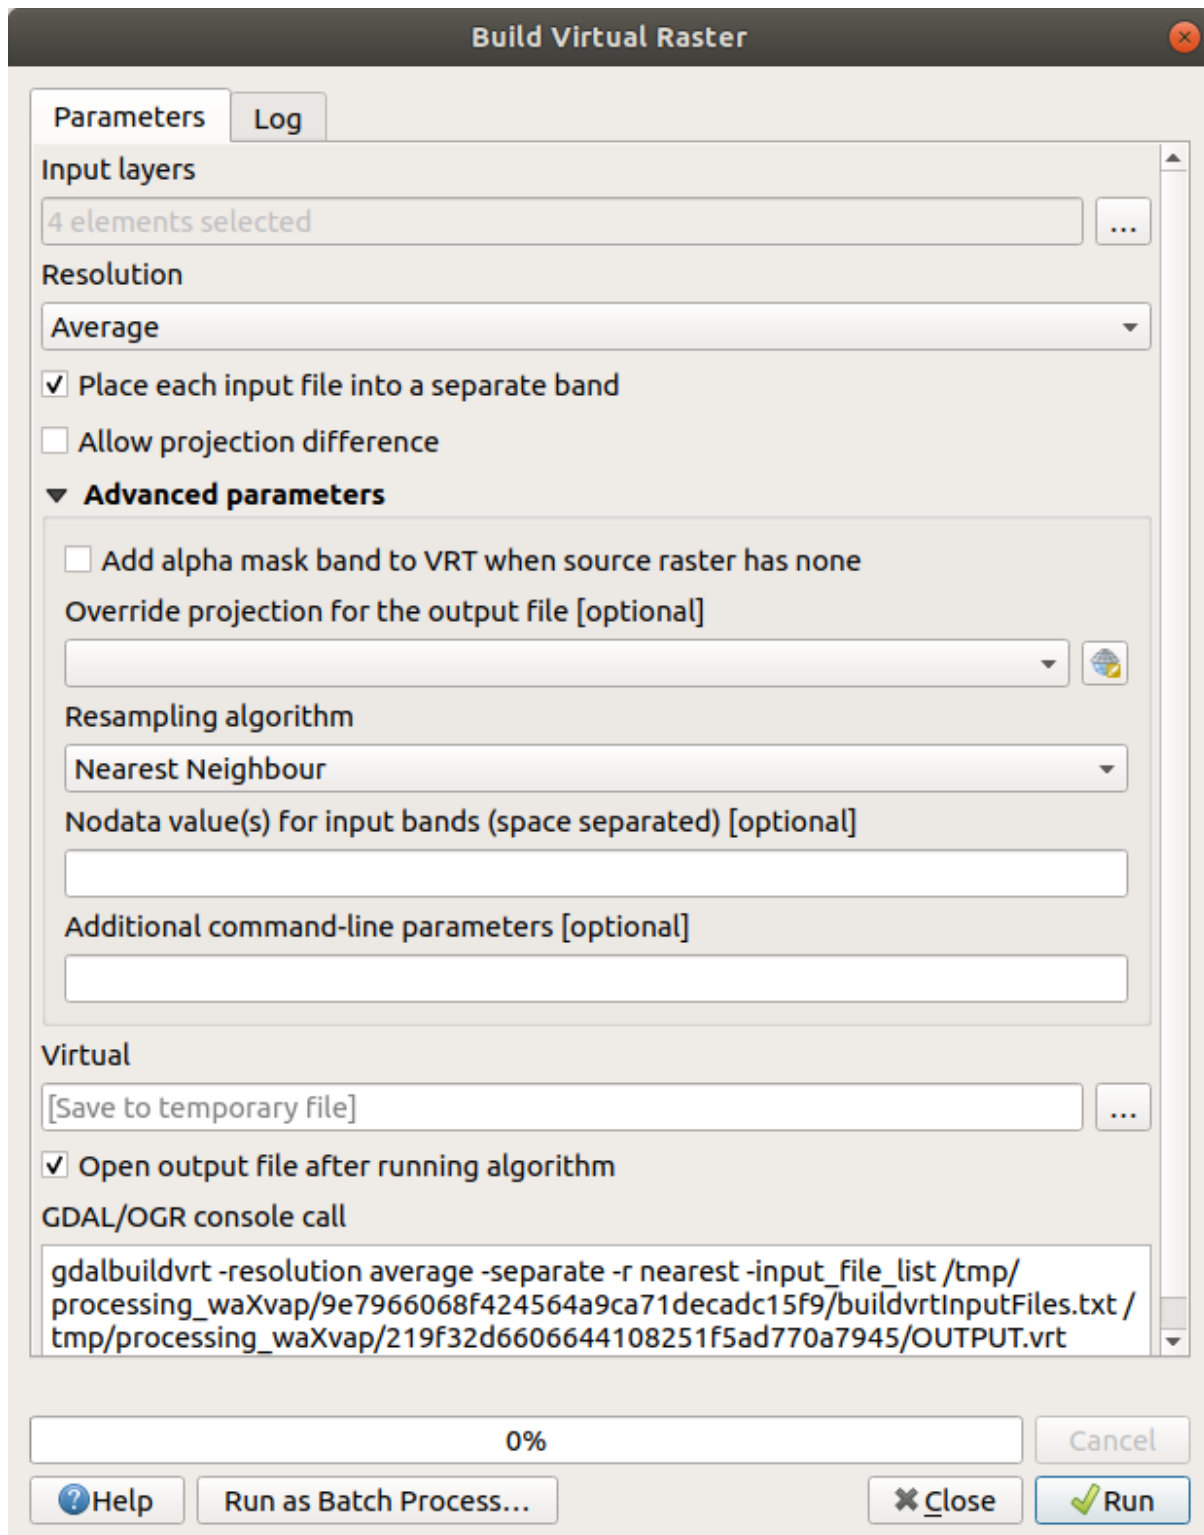 Build Virtual Raster
Parameters
Log
Input layers
4 elements selected
...
Resolution
Average
Place each input file into a separate band
Allow projection difference
Advanced parameters
Add alpha mask band to VRT when source raster has none
Override projection for the output file [optional]
Resampling algorithm
Nearest Neighbour
Nodata value(s) for input bands (space separated) [optional]
Additional command-line parameters [optional]
Virtual
[Save to temporary file]
...
Open output file after running algorithm
GDAL/OGR console call
gdalbuildvrt -resolution average -separate -r nearest -input_file_list /tmp/
processing_waXvap/9e7966068f424564a9ca71decadc15f9/buildvrtInputFiles.txt /
tmp/processing_waXvap/219f32d6606644108251f5ad770a7945/OUTPUT.vrt
0%
Cancel
Help
Run as Batch Process...
Close
Run